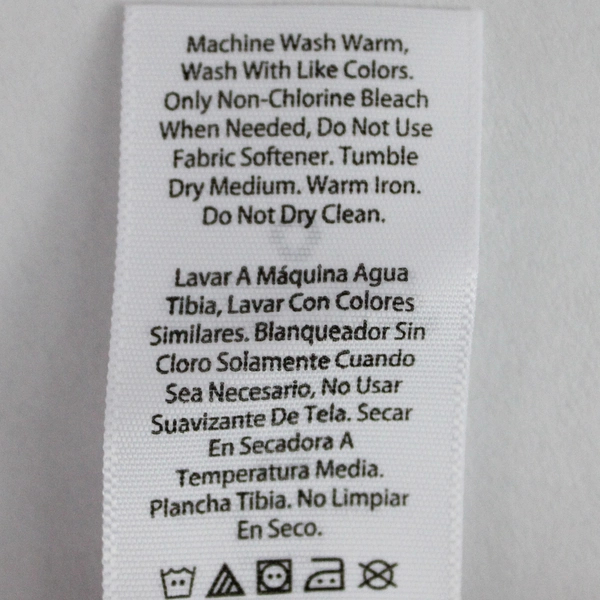 Machine Wash Warm,
Wash With Like Colors.
Only Non-Chlorine Bleach
When Needed, Do Not Use
Fabric Softener. Tumble
Dry Medium. Warm Iron.
Do Not Dry Clean.
Lavar A Máquina Agua
Tibia, Lavar Con Colores
Similares. Blanqueador Sin
Cloro Solamente Cuando
Sea Necesario, No Usar
Suavizante De Tela. Secar
En Secadora A
Temperatura Media.
Plancha Tibia. No Limpiar
En Seco.